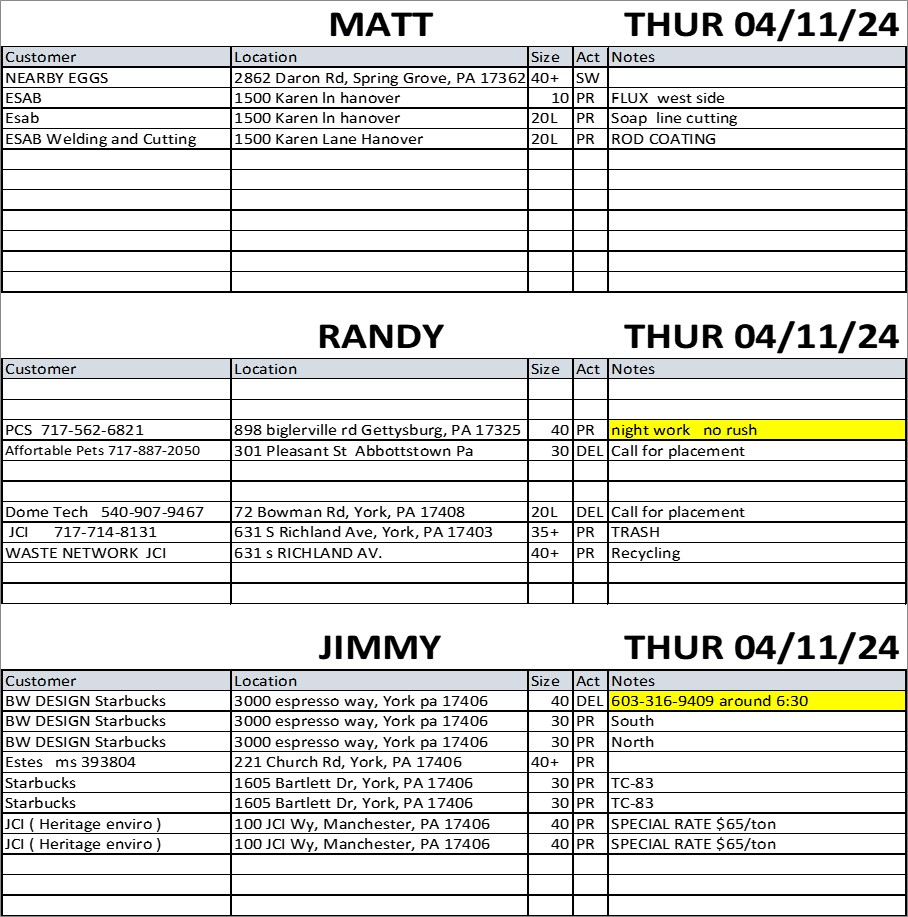 MATT THUR 04/11/24
Customer Location Size Act Notes
NEARBY EGGS 2862 Daron Rd, Spring Grove, PA 17362 40+ SW
ESAB 1500 Karen ln hanover 10 PR FLUX west side
Esab 1500 Karen ln hanover 20L PR Soap line cutting
ESAB Welding and Cutting 1500 Karen Lane Hanover 20L PR ROD COATING
RANDY THUR 04/11/24
Customer Location Size Act Notes
PCS 717-562-6821 898 biglerville rd Gettysburg, PA 17325 40 PR night work no rush
Affortable Pets 717-887-2050 301 Pleasant St Abbottstown Pa 30 DEL Call for placement
Dome Tech 540-907-9467 72 Bowman Rd, York, PA 17408 20L DEL Call for placement
JCI 717-714-8131 631 S Richland Ave, York, PA 17403 35+ PR TRASH
WASTE NETWORK JCI 631 s RICHLAND AV. 40+ PR Recycling
JIMMY THUR 04/11/24
Customer Location Size Act Notes
BW DESIGN Starbucks 3000 espresso way, York pa 17406 40 DEL 603-316-9409 around 6:30
BW DESIGN Starbucks 3000 espresso way, York pa 17406 30 PR South
BW DESIGN Starbucks 3000 espresso way, York pa 17406 30 PR North
Estes ms 393804 221 Church Rd, York, PA 17406 40+ PR
Starbucks 1605 Bartlett Dr, York, PA 17406 30 PR TC-83
Starbucks 1605 Bartlett Dr, York, PA 17406 30 PR TC-83
JCI ( Heritage enviro ) 100 JCI Wy, Manchester, PA 17406 40 PR SPECIAL RATE $65/ton
JCI ( Heritage enviro ) 100 JCI Wy, Manchester, PA 17406 40 PR SPECIAL RATE $65/ton